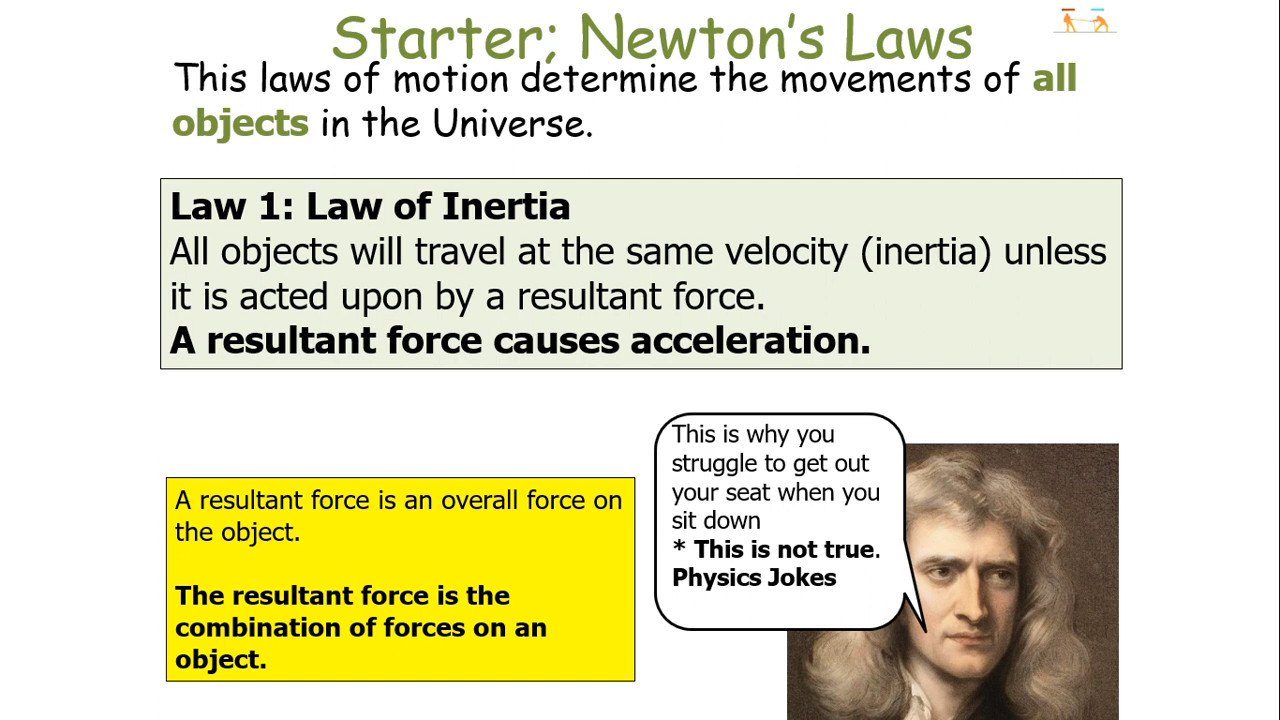 Starter; Newton's Laws
This laws of motion determine the movements of all
objects in the Universe.
Law 1: Law of Inertia
All objects will travel at the same velocity (inertia) unless
it is acted upon by a resultant force.
A resultant force causes acceleration.
A resultant force is an overall force on
the object.
The resultant force is the
combination of forces on an
object.
This is why you
struggle to get out
your seat when you
sit down
* This is not true.
Physics Jokes